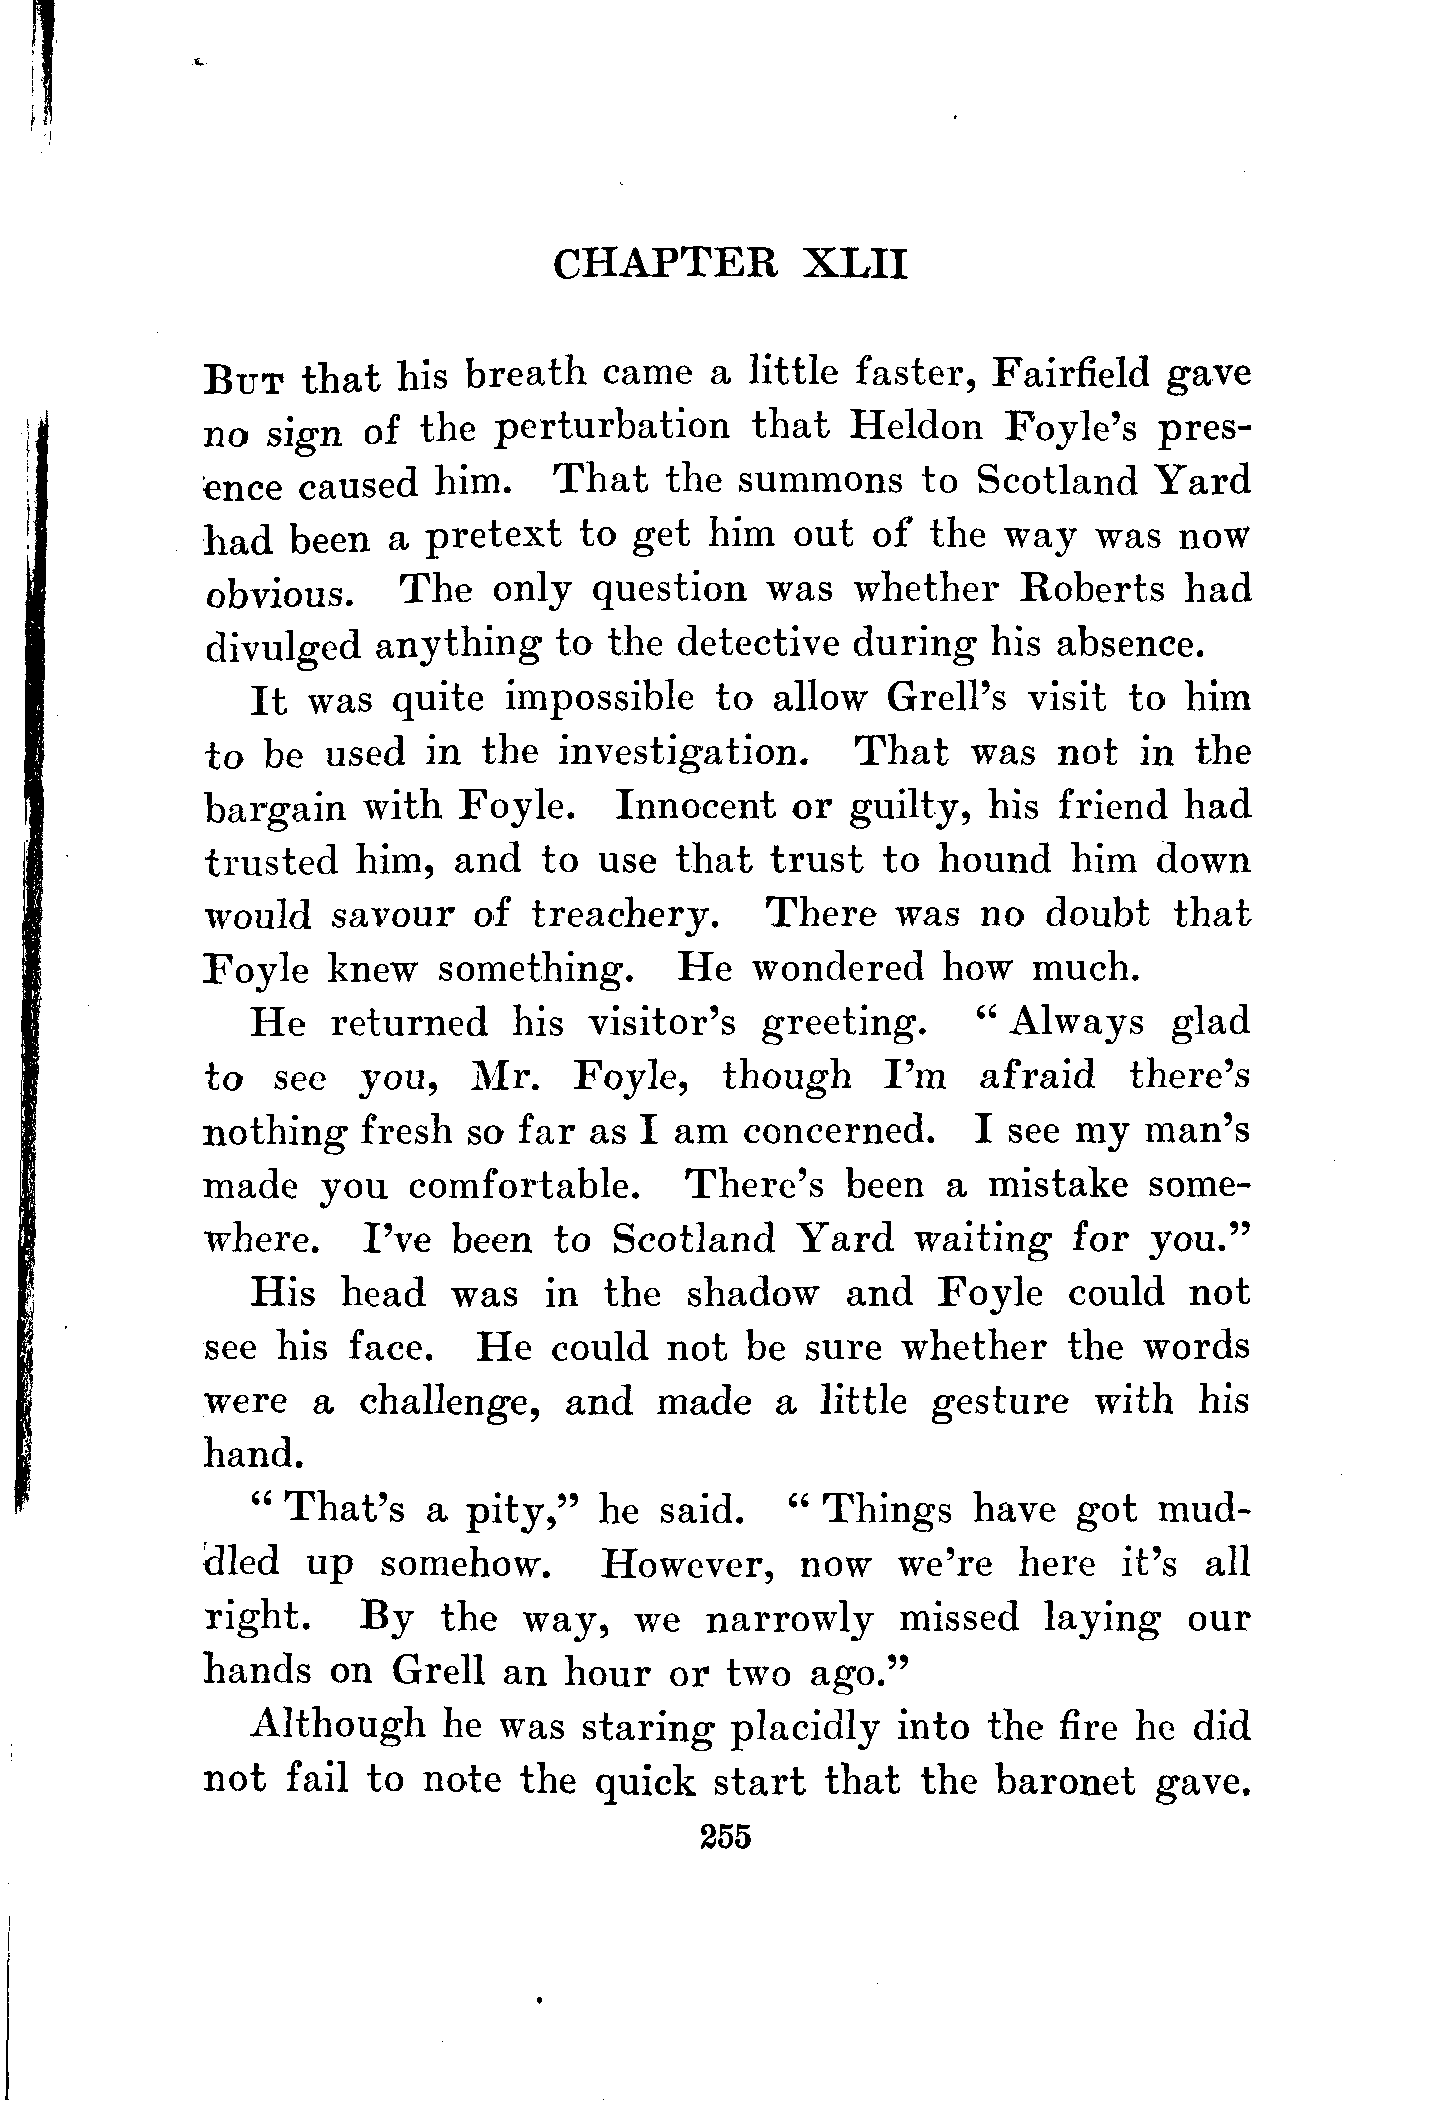 CHAPTER XLII
BUT that his breath came a little faster, Fairfield gave
no sign of the perturbation that Heldon Foyle's pres-
ence caused him. That the summons to Scotland Yard
had been a pretext to get him out of the way was now
obvious. The only question was whether Roberts had
divulged anything to the detective during his absence.
It was quite impossible to allow Grell's visit to him
to be used in the investigation. That was not in the
bargain with Foyle. Innocent or guilty, his friend had
trusted him, and to use that trust to hound him down
would savour of treachery. There was no doubt that
Foyle knew something. He wondered how much.
He returned his visitor's greeting. “ Always glad
to see you, Mr. Foyle, though I'm afraid there's
nothing fresh so far as I am concerned. I see my man's
made you comfortable. There's been a mistake some-
where. I've been to Scotland Yard waiting for you.”
His head was in the shadow and Foyle could not
see his face. He could not be sure whether the words
were a challenge, and made a little gesture with his
hand.
“ That's a pity,” he said. “ Things have got mud-
dled up somehow. However, now we're here it's all
right. By the way, we narrowly missed laying our
hands on Grell an hour or two ago.”
Although he was staring placidly into the fire he did
not fail to note the quick start that the baronet gave.
255